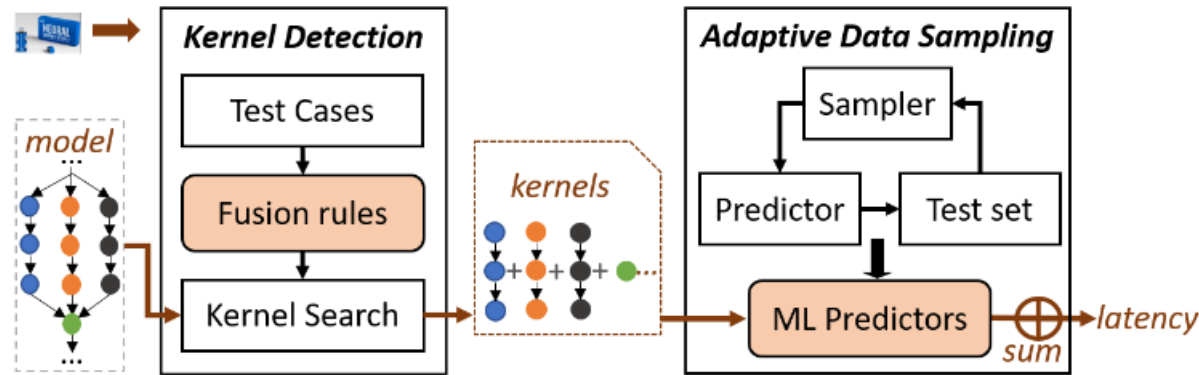 NEURAL
Kernel Detection
Test Cases
Fusion rules
Kernel Search
model
...
...
kernels
+ + +
Adaptive Data Sampling
Sampler
Predictor
Test set
ML Predictors
sum
latency